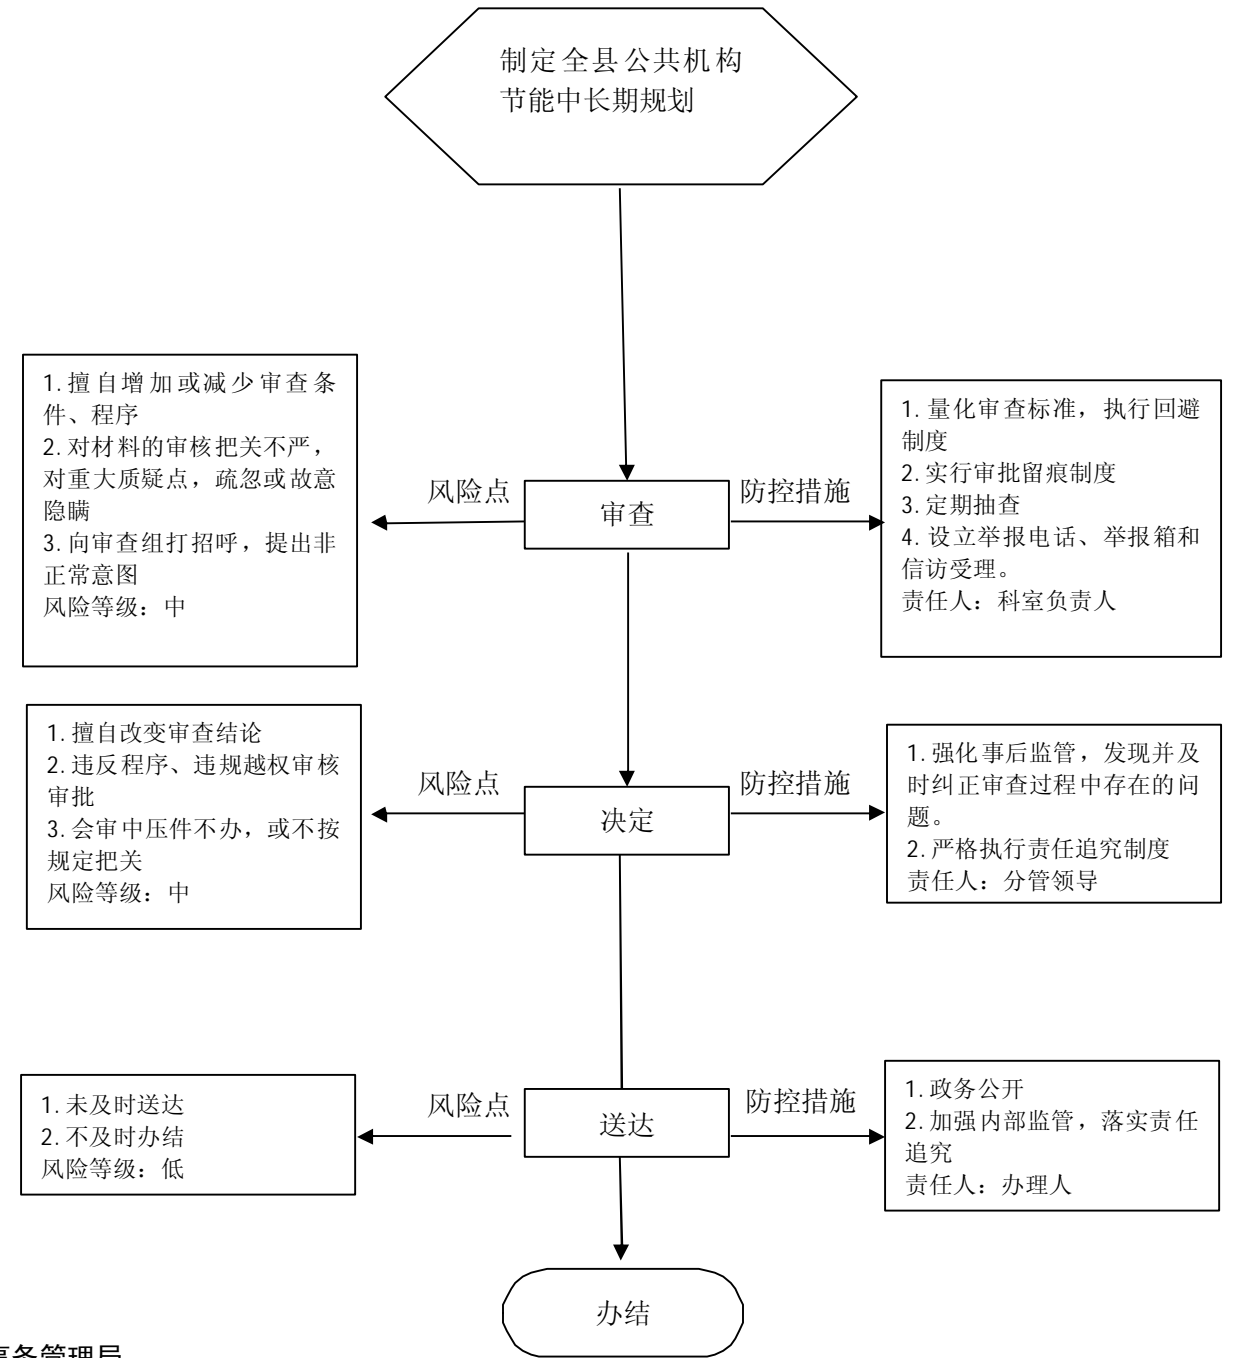 制定全县公共机构
节能中长期规划
1.擅自增加或减少审查条
件、程序
2.对材料的审核把关不严，
对重大质疑点，疏忽或故意
隐瞒
3.向审查组打招呼，提出非
正常意图
风险等级：中
风险点
审查
防控措施
1.量化审查标准，执行回避
制度
2.实行审批留痕制度
3.定期抽查
4.设立举报电话、举报箱和
信访受理。
责任人：科室负责人
1.擅自改变审查结论
2.违反程序、违规越权审核
审批
3.会审中压件不办，或不按
规定把关
风险等级：中
风险点
决定
防控措施
1.强化事后监管，发现并及
时纠正审查过程中存在的问
题。
2.严格执行责任追究制度
责任人：分管领导
1.未及时送达
2.不及时办结
风险等级：低
风险点
送达
防控措施
1.政务公开
2.加强内部监管，落实责任
追究
责任人：办理人
办结
事务管理局